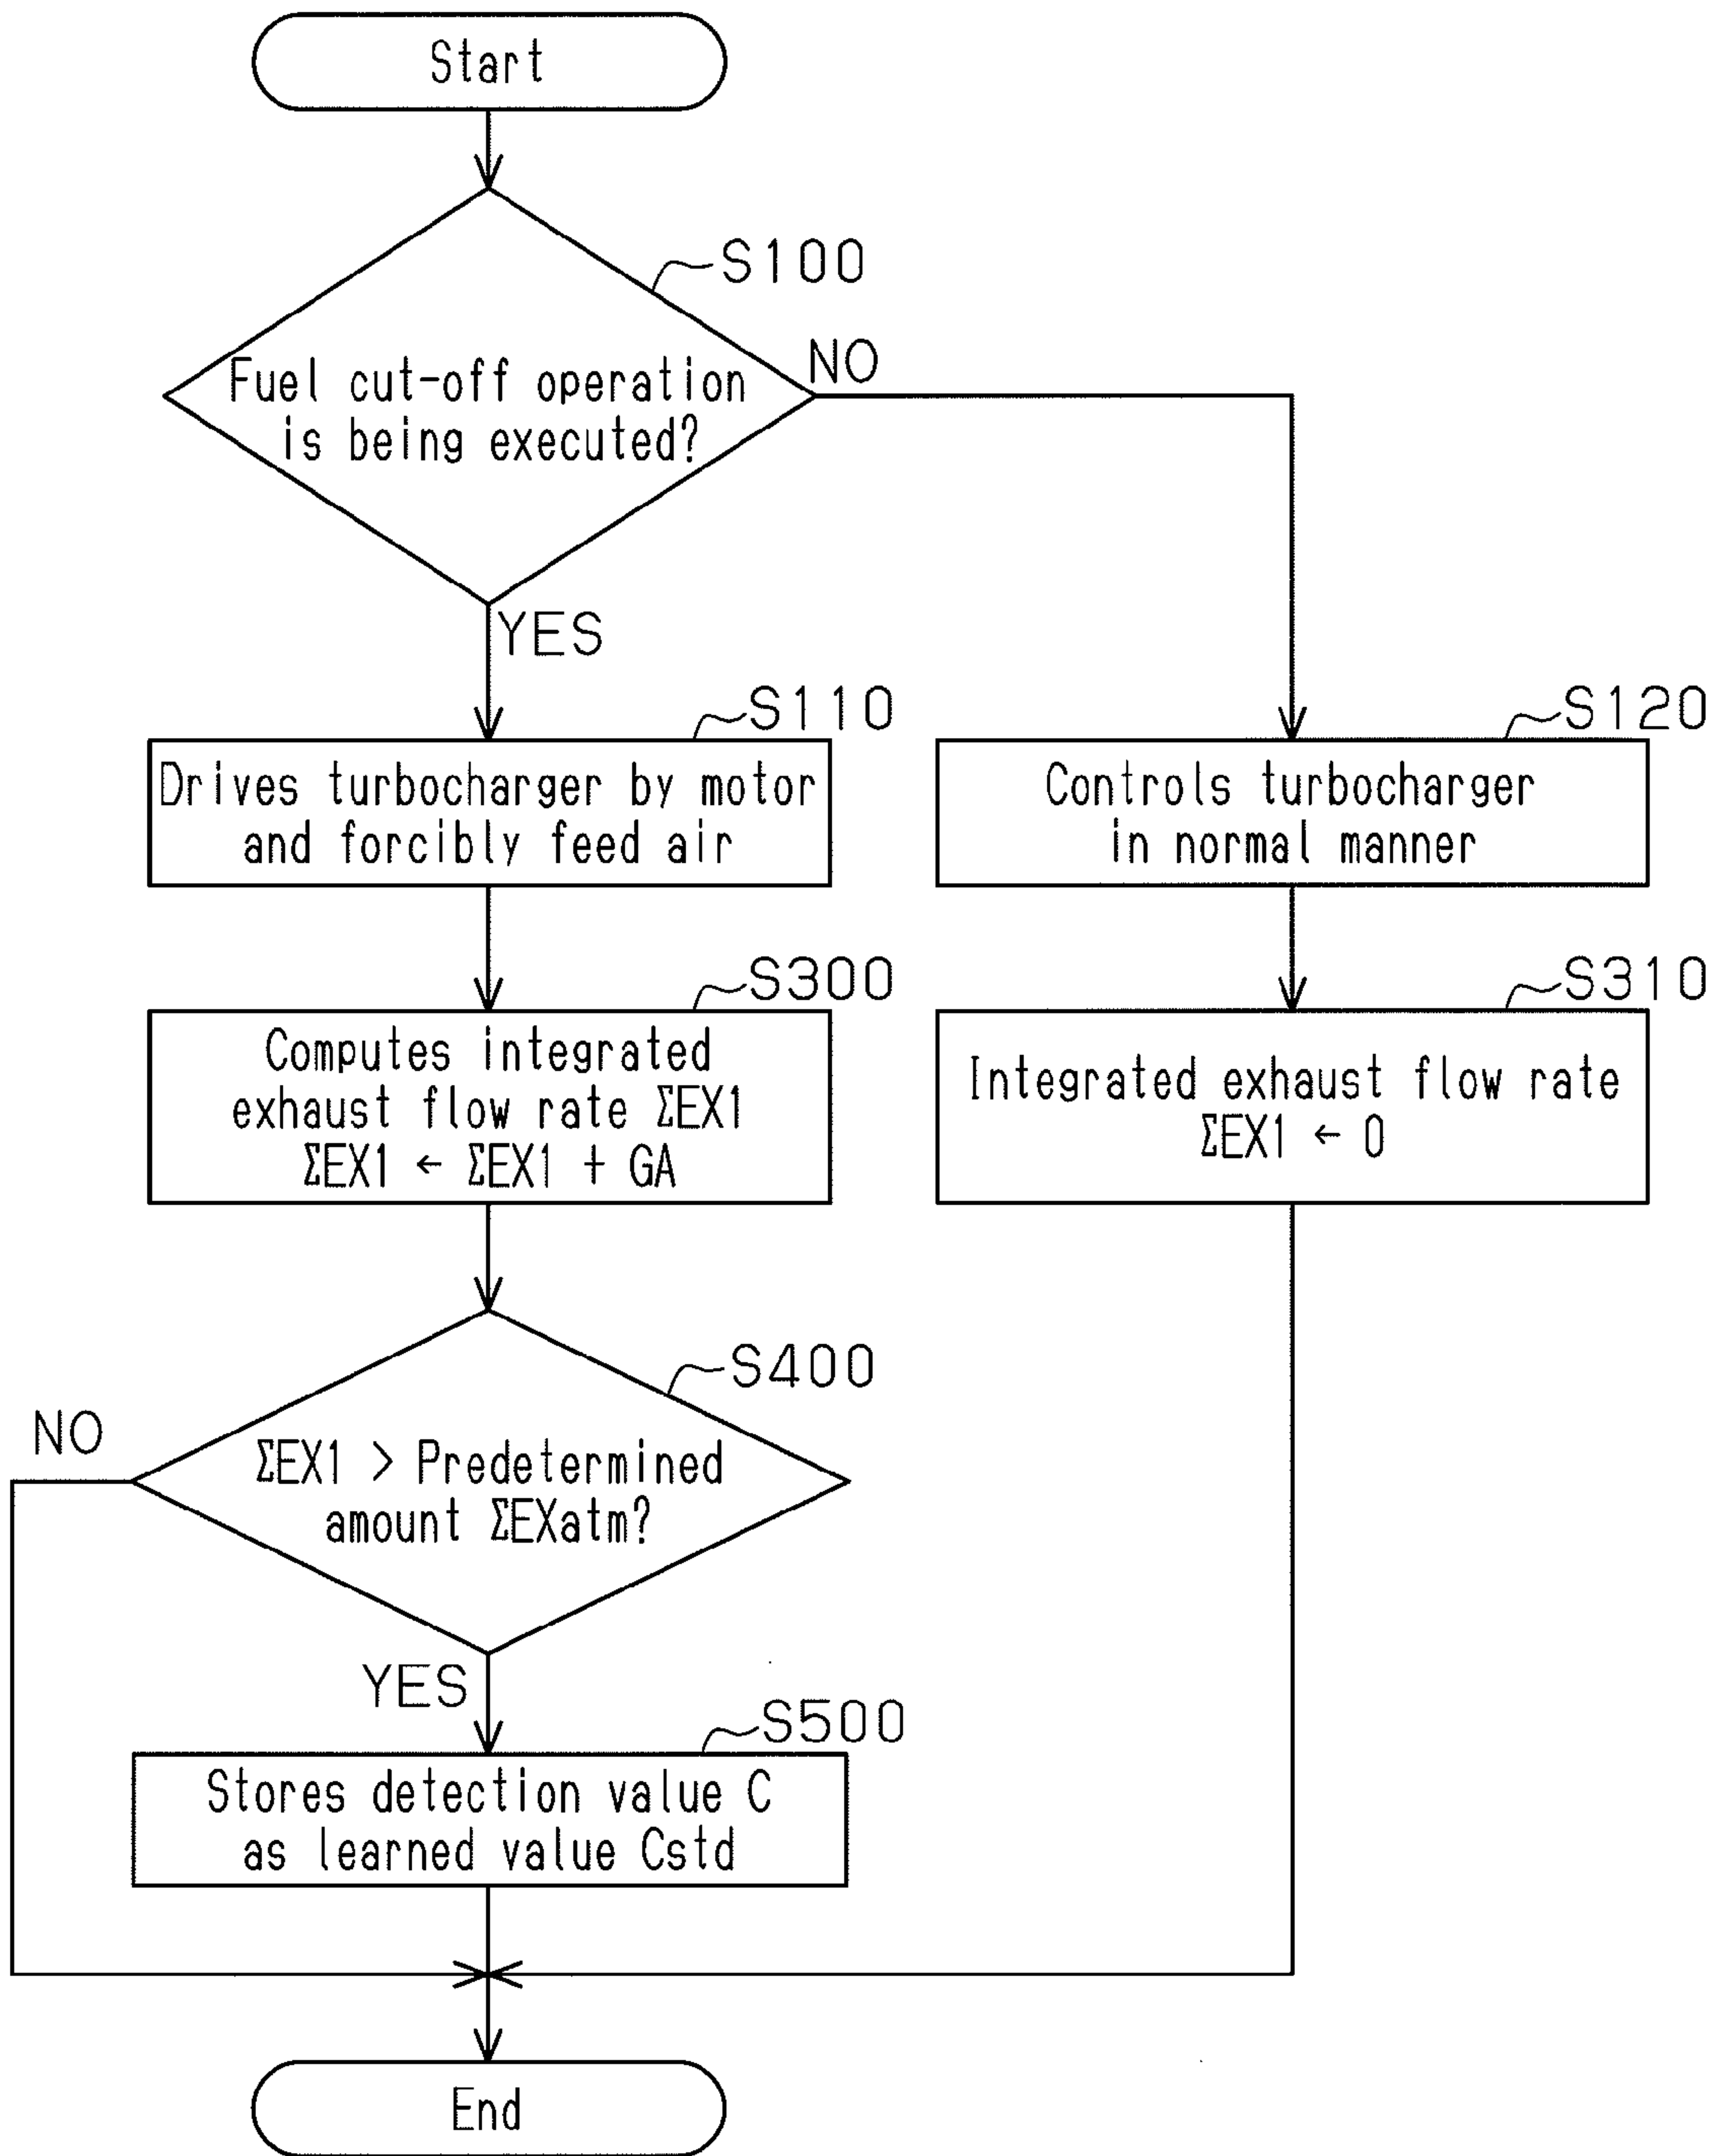 Start
S100
Fuel cut-off operation
is being executed?
NO
YES
S110
Drives turbocharger by motor
and forcibly feed air
S120
Controls turbocharger
in normal manner
S300
Computes integrated
exhaust flow rate ΣEX1
ΣEX1 ← ΣEX1 + GA
S310
Integrated exhaust flow rate
ΣEX1 ← 0
S400
NO
ΣEX1 > Predetermined
amount ΣEXatm?
YES
S500
Stores detection value C
as learned value Cstd
End